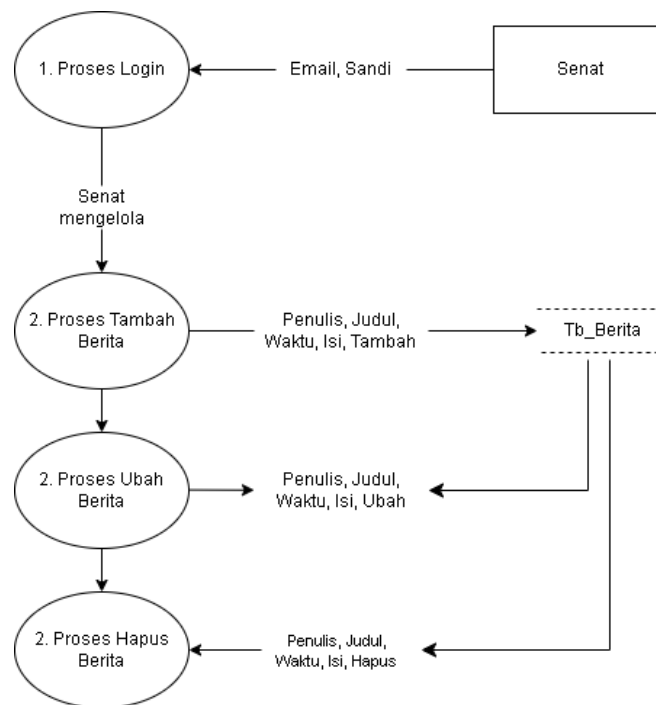 1. Proses Login
Email, Sandi
Senat
Senat
mengelola
2. Proses Tambah
Berita
Penulis, Judul,
Waktu, Isi, Tambah
Tb_Berita
2. Proses Ubah
Berita
Penulis, Judul,
Waktu, Isi, Ubah
2. Proses Hapus
Berita
Penulis, Judul,
Waktu, Isi, Hapus